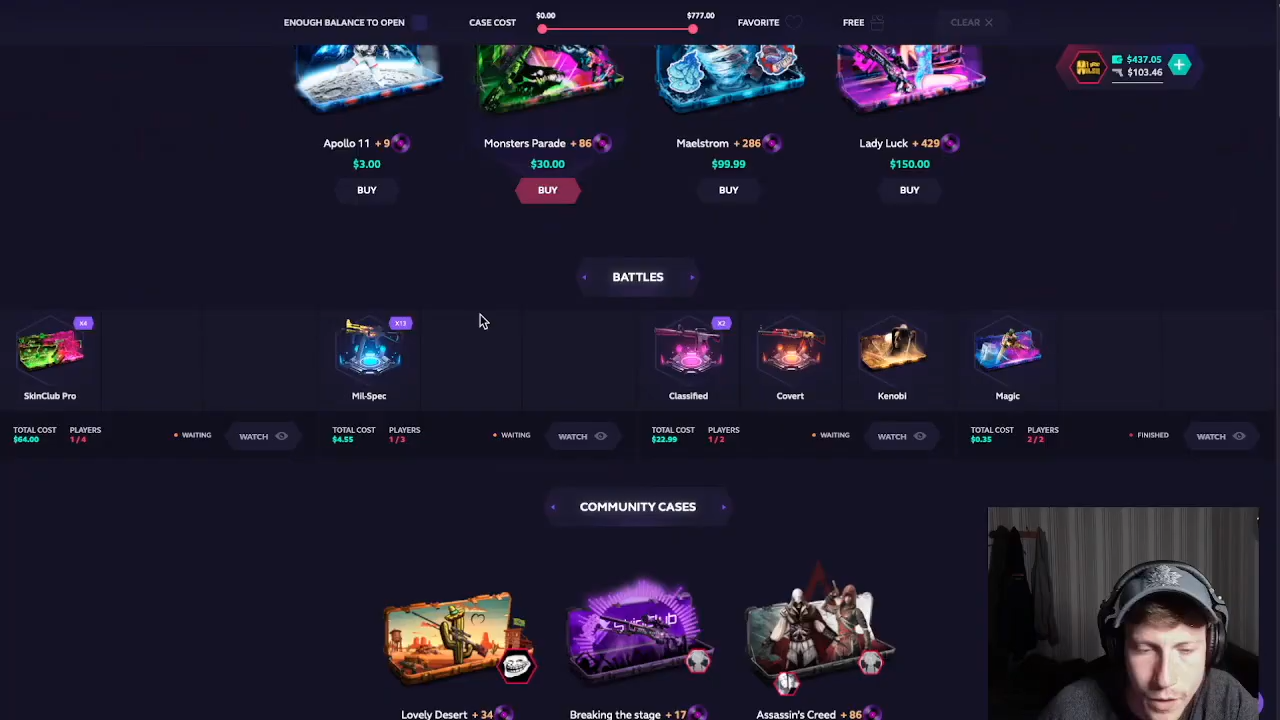 ENOUGH BALANCE TO OPEN CASE COST $0.00 $777.00 FAVORITE FREE CLEAR
$437.05
$103.46
Apollo 11 + 9 Monsters Parade + 86 Maelstrom + 286 Lady Luck + 429
$3.00 $30.00 $99.99 $150.00
BUY BUY BUY BUY
BATTLES
X4 X13 X2
SkinClub Pro Mil-Spec Classified Covert Kenobi Magic
TOTAL COST PLAYERS WAITING WATCH TOTAL COST PLAYERS WAITING WATCH TOTAL COST PLAYERS WAITING WATCH TOTAL COST PLAYERS FINISHED WATCH
$64.00 1 / 4 $4.55 1 / 3 $22.99 1 / 2 $0.35 2 / 2
COMMUNITY CASES
Lovely Desert + 34 Breaking the stage + 17 Assassin's Creed + 86